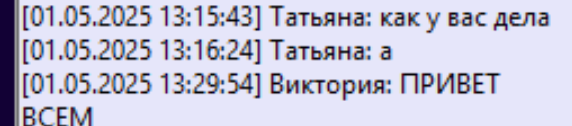 [01.05.2025 13:15:43] Татьяна: как у вас дела
[01.05.2025 13:16:24] Татьяна: а
[01.05.2025 13:29:54] Виктория: ПРИВЕТ
ВСЕМ